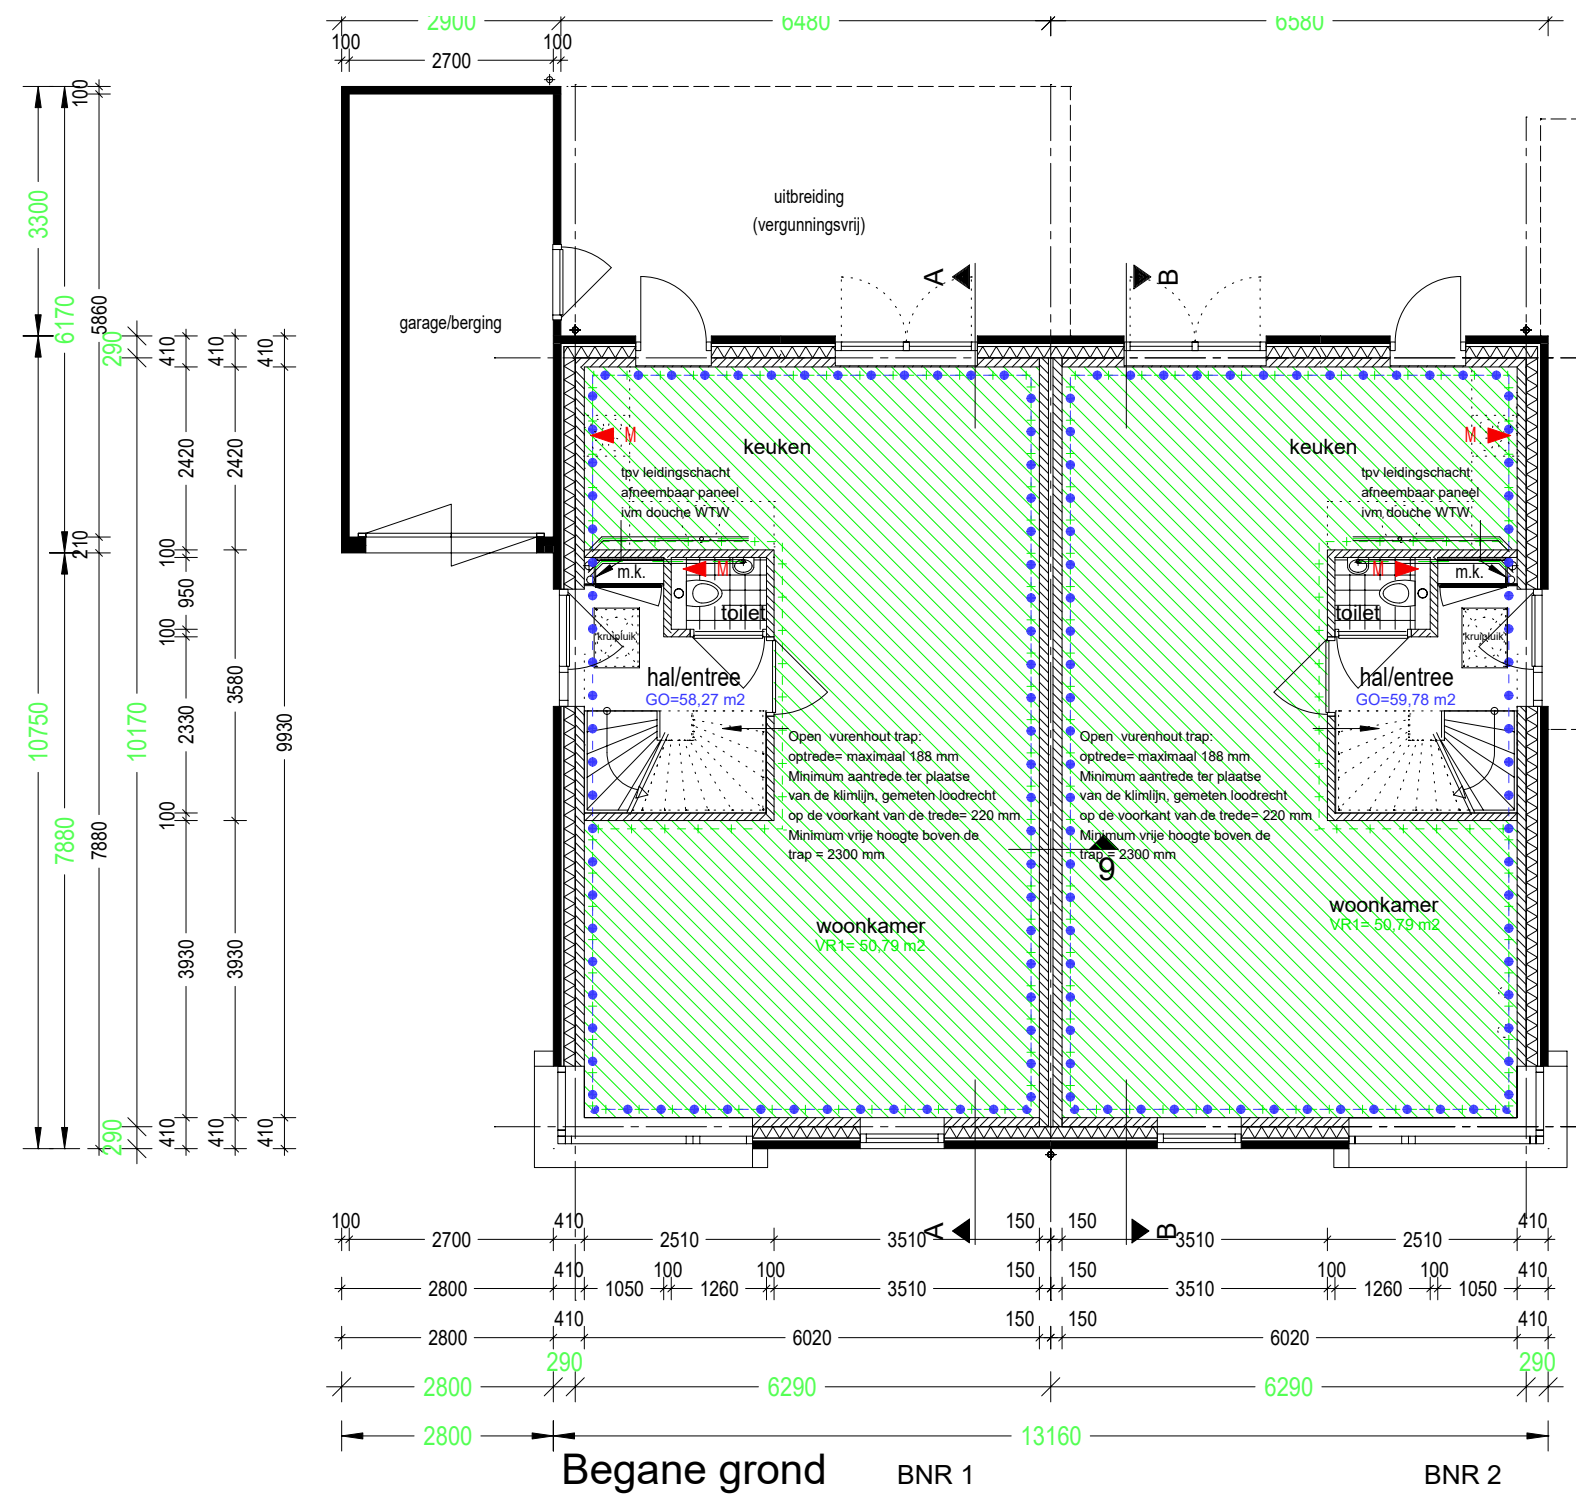 2900 6480 6580
100 100
2700
100
uitbreiding
(vergunningsvrij)
3300
A B
6170 5860
garage/berging
290 410 410 410
keuken keuken
M M
tpv leidingschacht tpv leidingschacht
afneembaar paneel afneembaar paneel
ivm douche WTW ivm douche WTW
2420 2420
210 100
m.k. M M m.k.
950
toilet toilet
100
kruipluik kruipluik
hal/entree hal/entree
GO=58,27 m2 GO=59,78 m2
3580
10750 10170 2330 9930
Open vurenhout trap: Open vurenhout trap:
optrede= maximaal 188 mm optrede= maximaal 188 mm
Minimum aantrede ter plaatse Minimum aantrede ter plaatse
van de klimlijn, gemeten loodrecht van de klimlijn, gemeten loodrecht
op de voorkant van de trede= 220 mm op de voorkant van de trede= 220 mm
Minimum vrije hoogte boven de Minimum vrije hoogte boven de
trap = 2300 mm trap = 2300 mm
100
7880 7880
9
woonkamer woonkamer
VR1= 50,79 m2 VR1= 50,79 m2
3930 3930
290 410 410 410
100 410 150 150 410
2700 2510 3510 A B 3510 2510
410 100 100 150 150 100 100 410
2800 1050 1260 3510 3510 1260 1050
410 150 150
2800 6020 6020
290 290
2800 6290 6290
2800 13160
Begane grond BNR 1 BNR 2